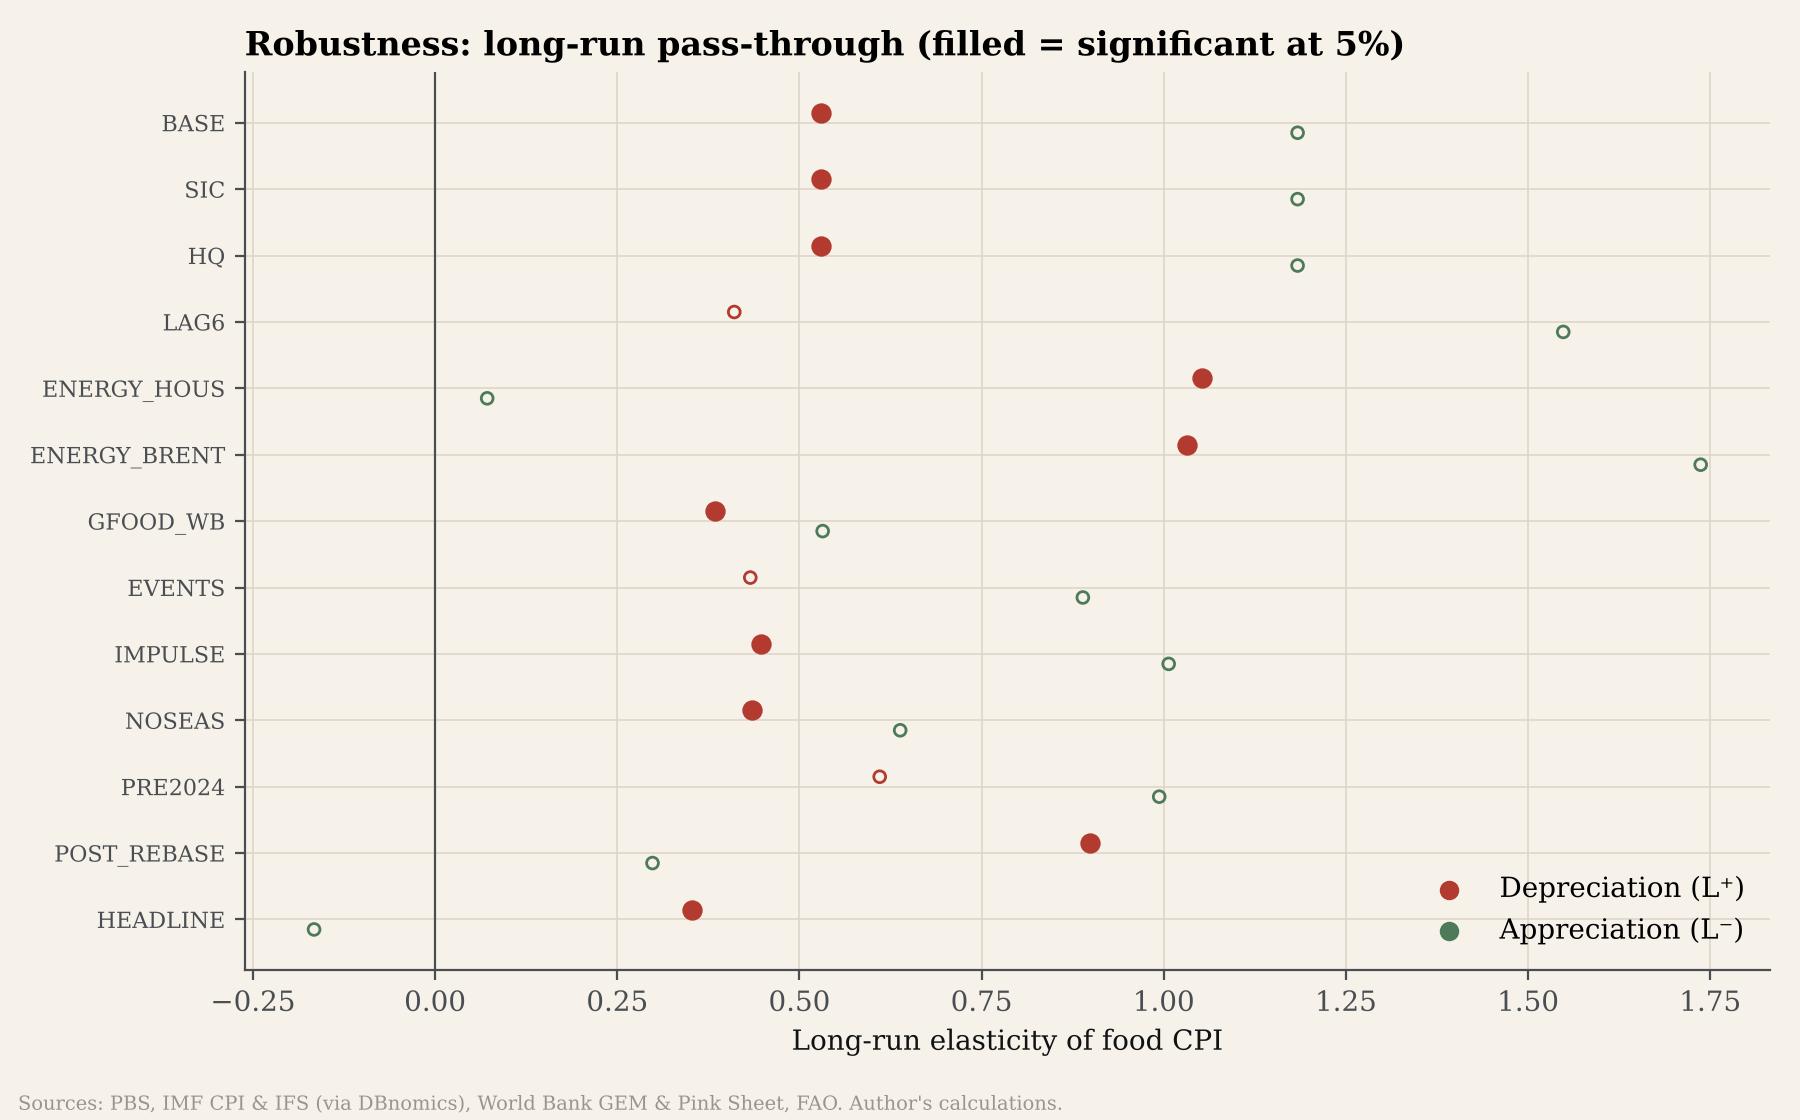 Robustness: long-run pass-through (filled = significant at 5%)
BASE
SIC
HQ
LAG6
ENERGY_HOUS
ENERGY_BRENT
GFOOD_WB
EVENTS
IMPULSE
NOSEAS
PRE2024
POST_REBASE
HEADLINE
Depreciation (L⁺)
Appreciation (L⁻)
−0.25 0.00 0.25 0.50 0.75 1.00 1.25 1.50 1.75
Long-run elasticity of food CPI
Sources: PBS, IMF CPI & IFS (via DBnomics), World Bank GEM & Pink Sheet, FAO. Author's calculations.